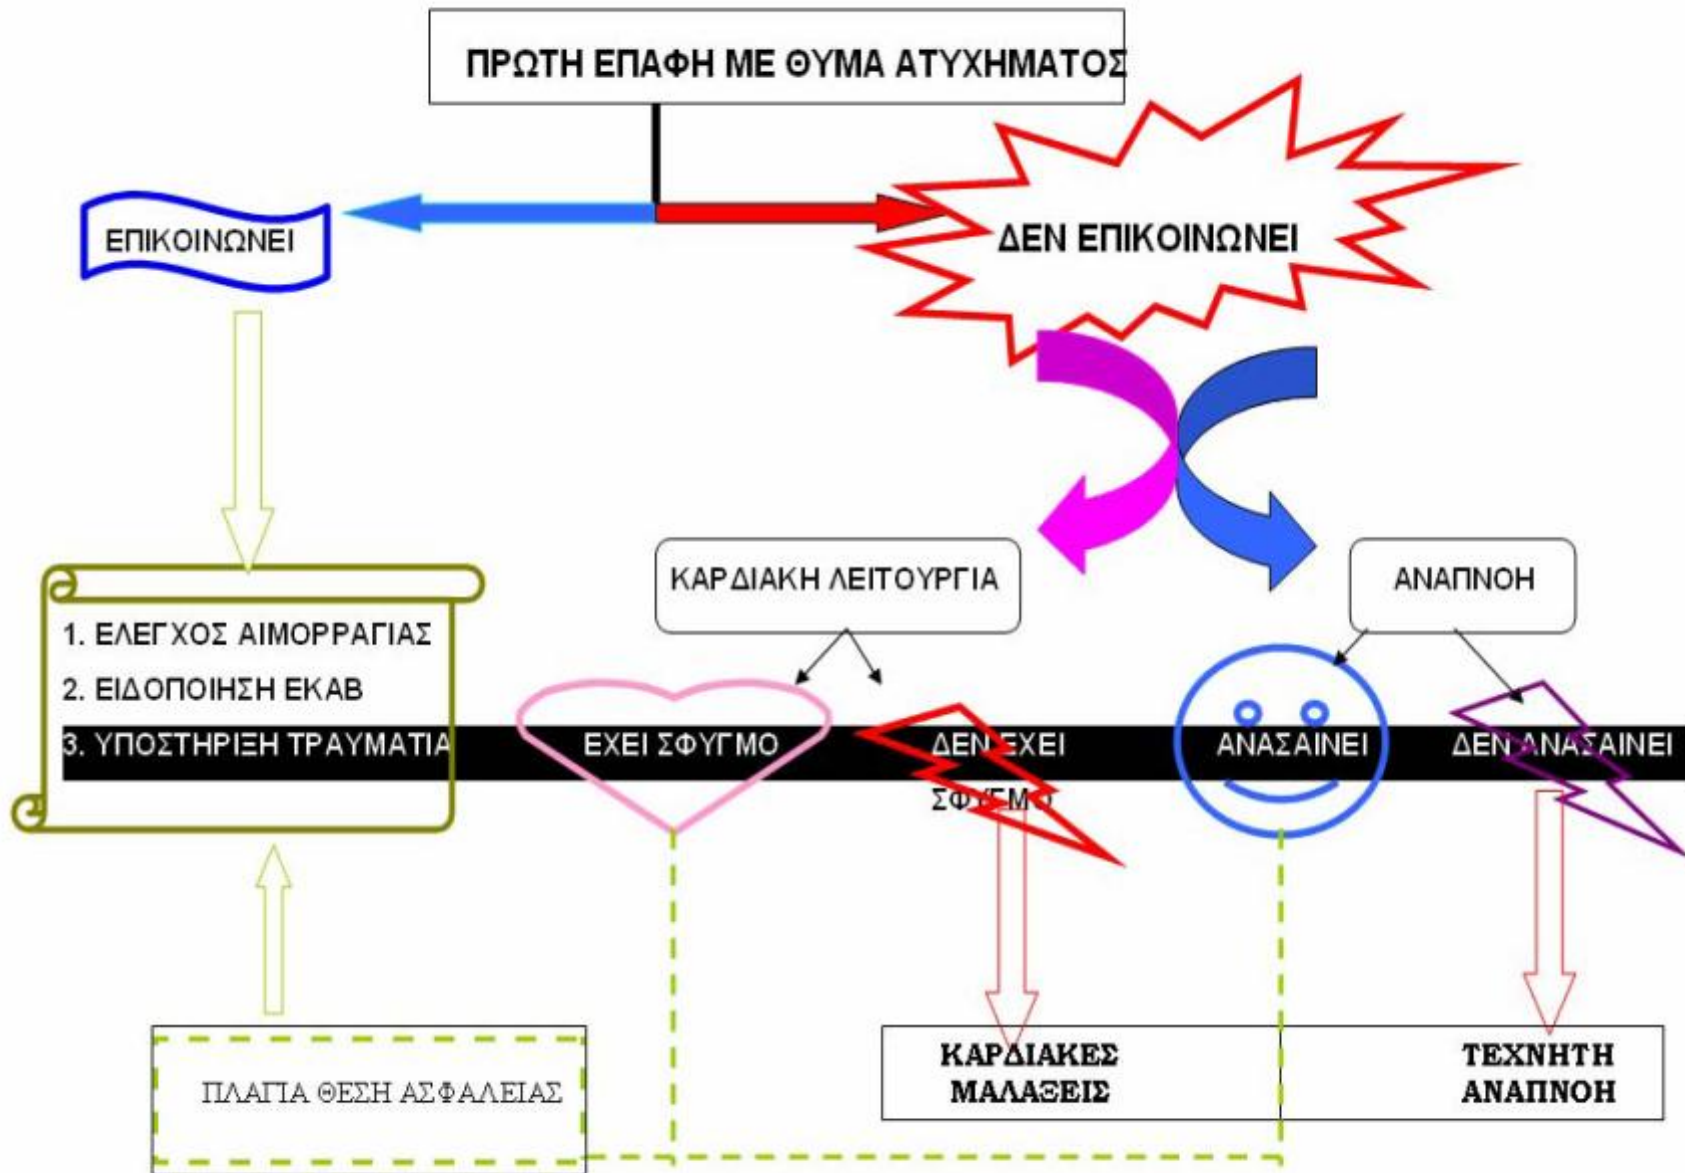 ΠΡΩΤΗ ΕΠΑΦΗ ΜΕ ΘΥΜΑ ΑΤΥΧΗΜΑΤΟΣ
ΕΠΙΚΟΙΝΩΝΕΙ
ΔΕΝ ΕΠΙΚΟΙΝΩΝΕΙ
ΚΑΡΔΙΑΚΗ ΛΕΙΤΟΥΡΓΙΑ
ΑΝΑΠΝΟΗ
1. ΕΛΕΓΧΟΣ ΑΙΜΟΡΡΑΓΙΑΣ
2. ΕΙΔΟΠΟΙΗΣΗ ΕΚΑΒ
3. ΥΠΟΣΤΗΡΙΞΗ ΤΡΑΥΜΑΤΙΑ
ΕΧΕΙ ΣΦΥΓΜΟ
ΔΕΝ ΕΧΕΙ
ΣΦΥΓΜΟ
ΑΝΑΣΑΙΝΕΙ
ΔΕΝ ΑΝΑΣΑΙΝΕΙ
ΠΛΑΓΙΑ ΘΕΣΗ ΑΣΦΑΛΕΙΑΣ
ΚΑΡΔΙΑΚΕΣ
ΜΑΛΑΞΕΙΣ
ΤΕΧΝΗΤΗ
ΑΝΑΠΝΟΗ